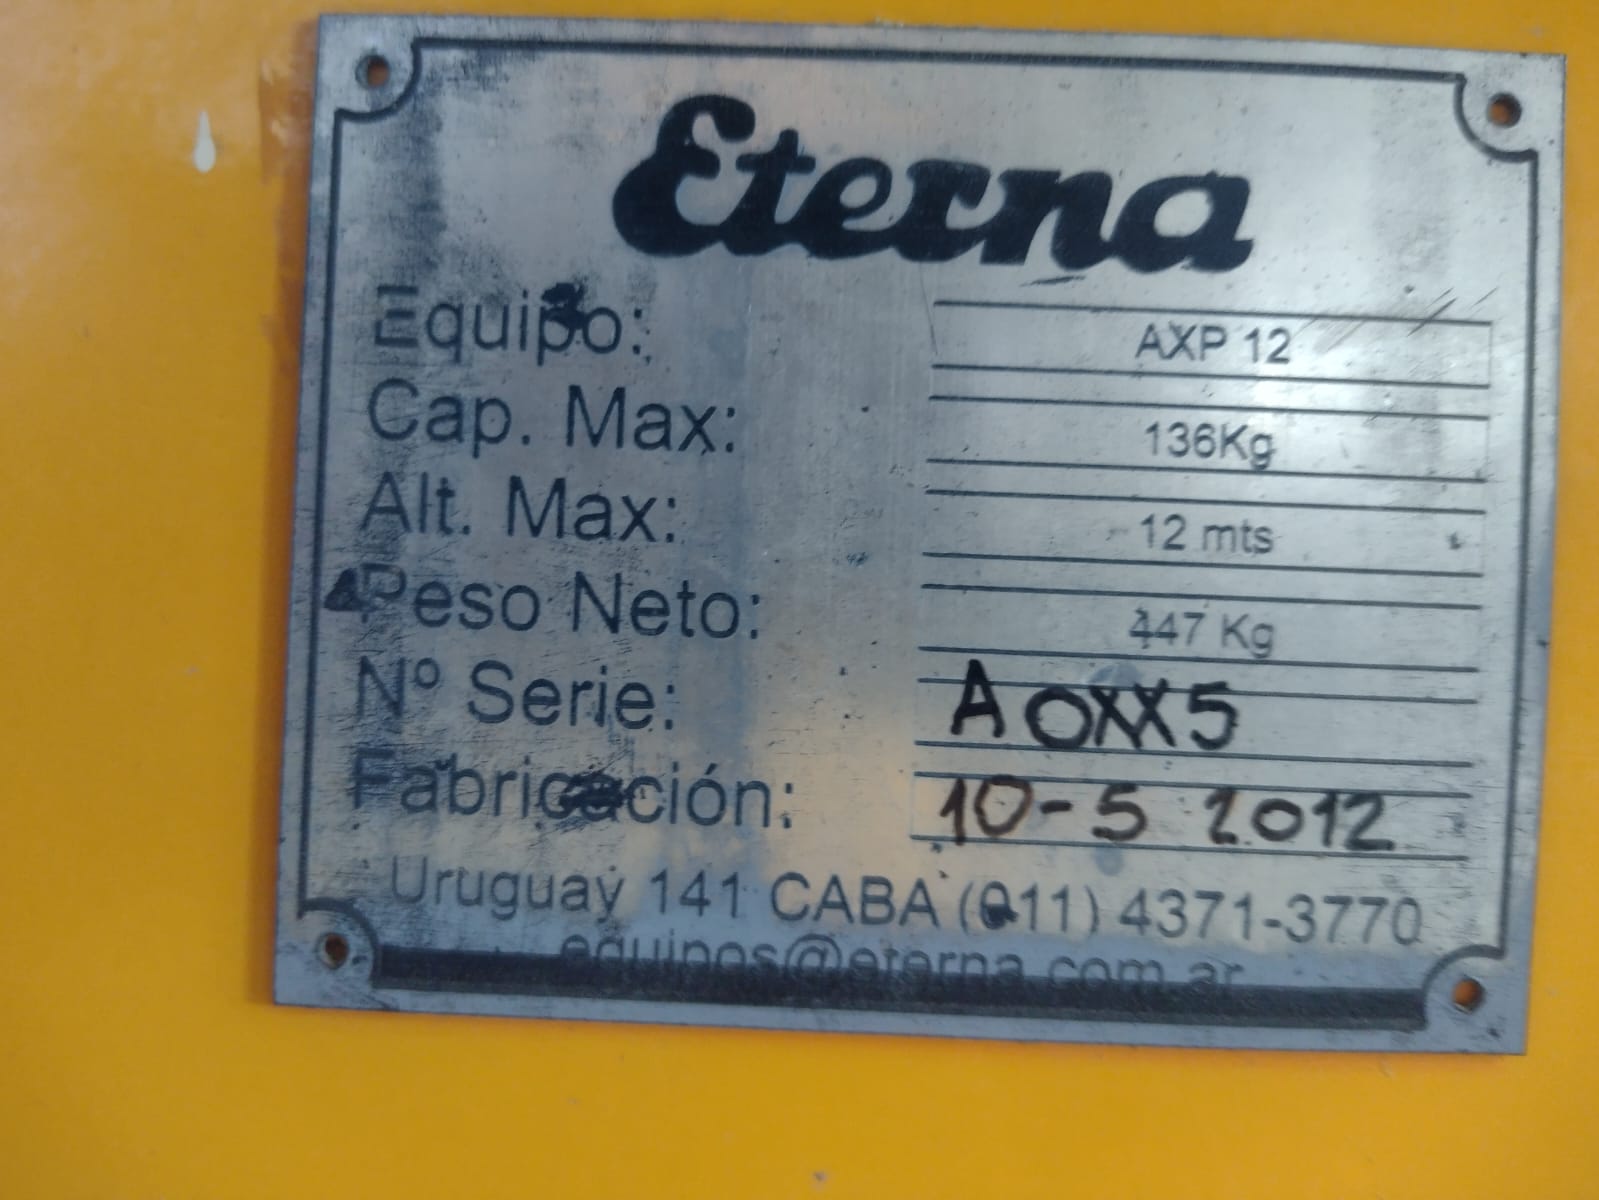 Eterna
Equipo: AXP 12
Cap. Max: 136Kg
Alt. Max: 12 mts
Peso Neto: 447 Kg
Nº Serie: A OXX5
Fabricación: 10-5 2012
Uruguay 141 CABA (011) 4371-3770
equipos@eterna.com.ar